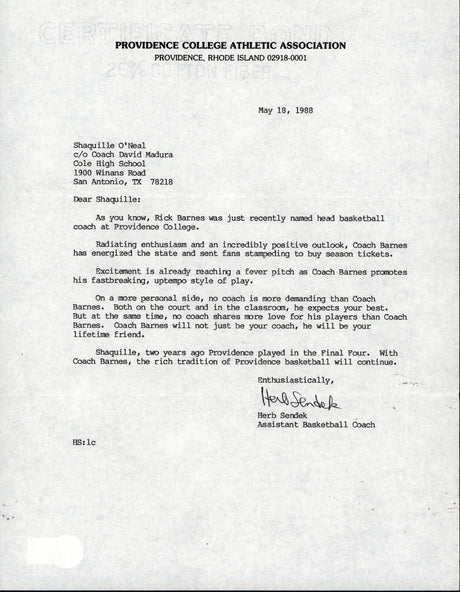 CERTIFICATE BOND
25% COTTON FIBER
PROVIDENCE COLLEGE ATHLETIC ASSOCIATION
PROVIDENCE, RHODE ISLAND 02918-0001
May 18, 1988
Shaquille O'Neal
c/o Coach David Madura
Cole High School
1900 Winans Road
San Antonio, TX 78218
Dear Shaquille:
As you know, Rick Barnes was just recently named head basketball
coach at Providence College.
Radiating enthusiasm and an incredibly positive outlook, Coach Barnes
has energized the state and sent fans stampeding to buy season tickets.
Excitement is already reaching a fever pitch as Coach Barnes promotes
his fastbreaking, uptempo style of play.
On a more personal side, no coach is more demanding than Coach
Barnes. Both on the court and in the classroom, he expects your best.
But at the same time, no coach shares more love for his players than Coach
Barnes. Coach Barnes will not just be your coach, he will be your
lifetime friend.
Shaquille, two years ago Providence played in the Final Four. With
Coach Barnes, the rich tradition of Providence basketball will continue.
Enthusiastically,
Herb Sendek
Herb Sendek
Assistant Basketball Coach
HS:lc